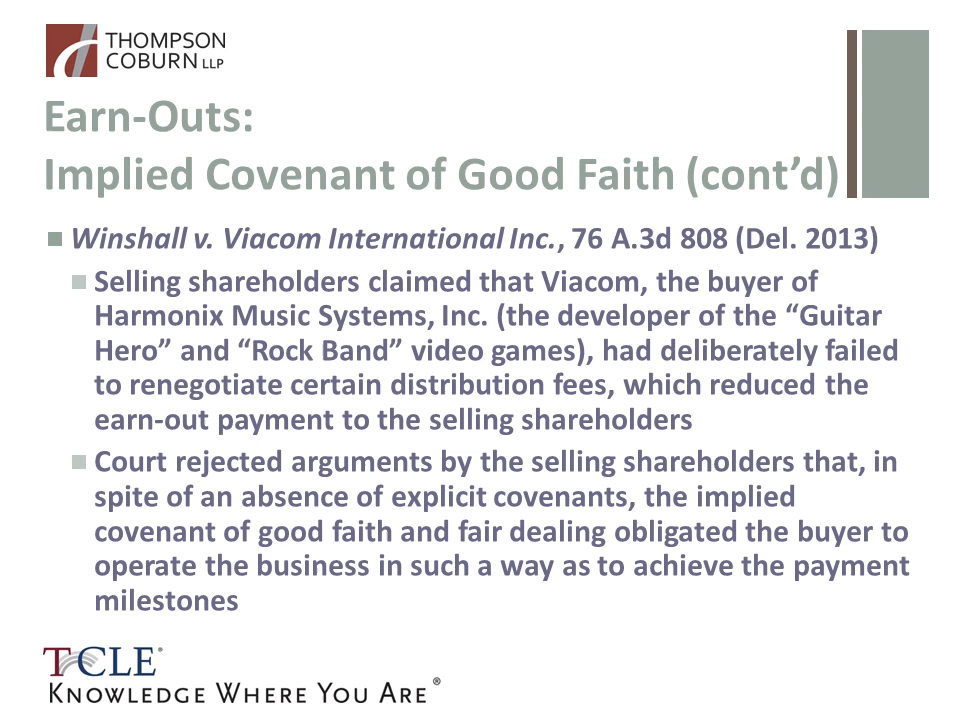 THOMPSON
COBURN LLP
Earn-Outs:
Implied Covenant of Good Faith (cont’d)
Winshall v. Viacom International Inc., 76 A.3d 808 (Del. 2013)
Selling shareholders claimed that Viacom, the buyer of
Harmonix Music Systems, Inc. (the developer of the “Guitar
Hero” and “Rock Band” video games), had deliberately failed
to renegotiate certain distribution fees, which reduced the
earn-out payment to the selling shareholders
Court rejected arguments by the selling shareholders that, in
spite of an absence of explicit covenants, the implied
covenant of good faith and fair dealing obligated the buyer to
operate the business in such a way as to achieve the payment
milestones
TCLE®
KNOWLEDGE WHERE YOU ARE®